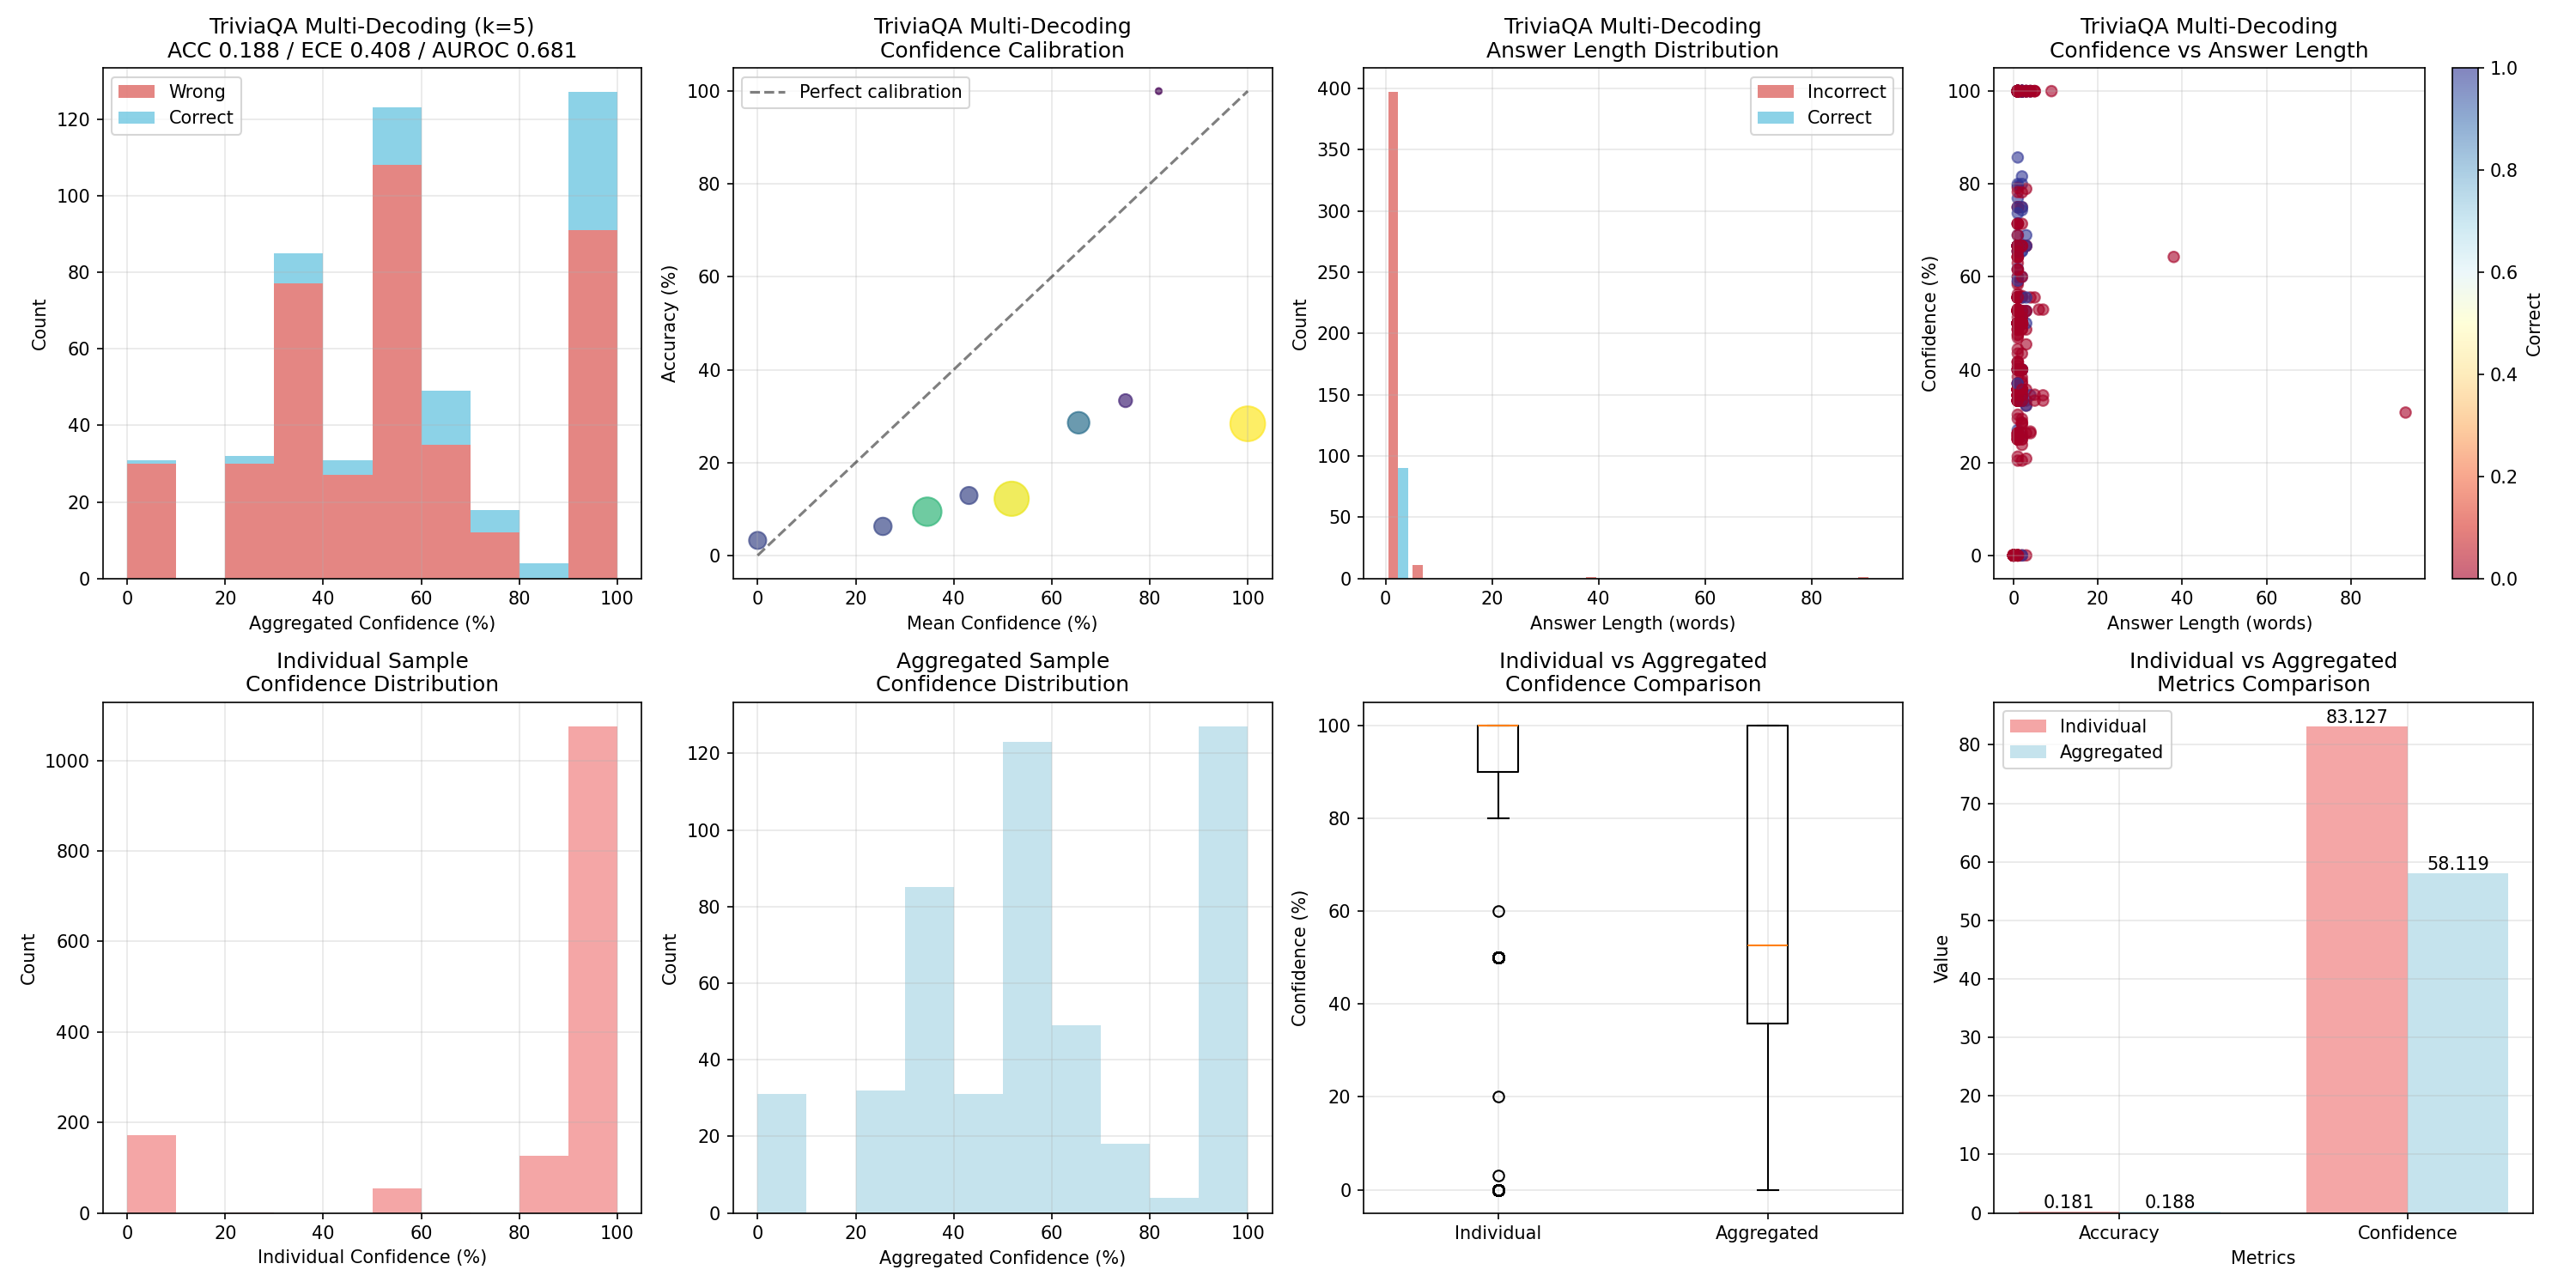 TriviaQA Multi-Decoding (k=5)
ACC 0.188 / ECE 0.408 / AUROC 0.681
Wrong
Correct
Count
120
100
80
60
40
20
0
0 20 40 60 80 100
Aggregated Confidence (%)
TriviaQA Multi-Decoding
Confidence Calibration
Perfect calibration
Accuracy (%)
100
80
60
40
20
0
0 20 40 60 80 100
Mean Confidence (%)
TriviaQA Multi-Decoding
Answer Length Distribution
Incorrect
Correct
Count
400
350
300
250
200
150
100
50
0
0 20 40 60 80
Answer Length (words)
TriviaQA Multi-Decoding
Confidence vs Answer Length
Confidence (%)
100
80
60
40
20
0
0 20 40 60 80
Answer Length (words)
1.0
0.8
0.6
0.4
0.2
0.0
Correct
Individual Sample
Confidence Distribution
Count
1000
800
600
400
200
0
0 20 40 60 80 100
Individual Confidence (%)
Aggregated Sample
Confidence Distribution
Count
120
100
80
60
40
20
0
0 20 40 60 80 100
Aggregated Confidence (%)
Individual vs Aggregated
Confidence Comparison
Confidence (%)
100
80
60
40
20
0
Individual Aggregated
Individual vs Aggregated
Metrics Comparison
Individual
Aggregated
Value
80
70
60
50
40
30
20
10
0
83.127
58.119
0.181 0.188
Accuracy Confidence
Metrics